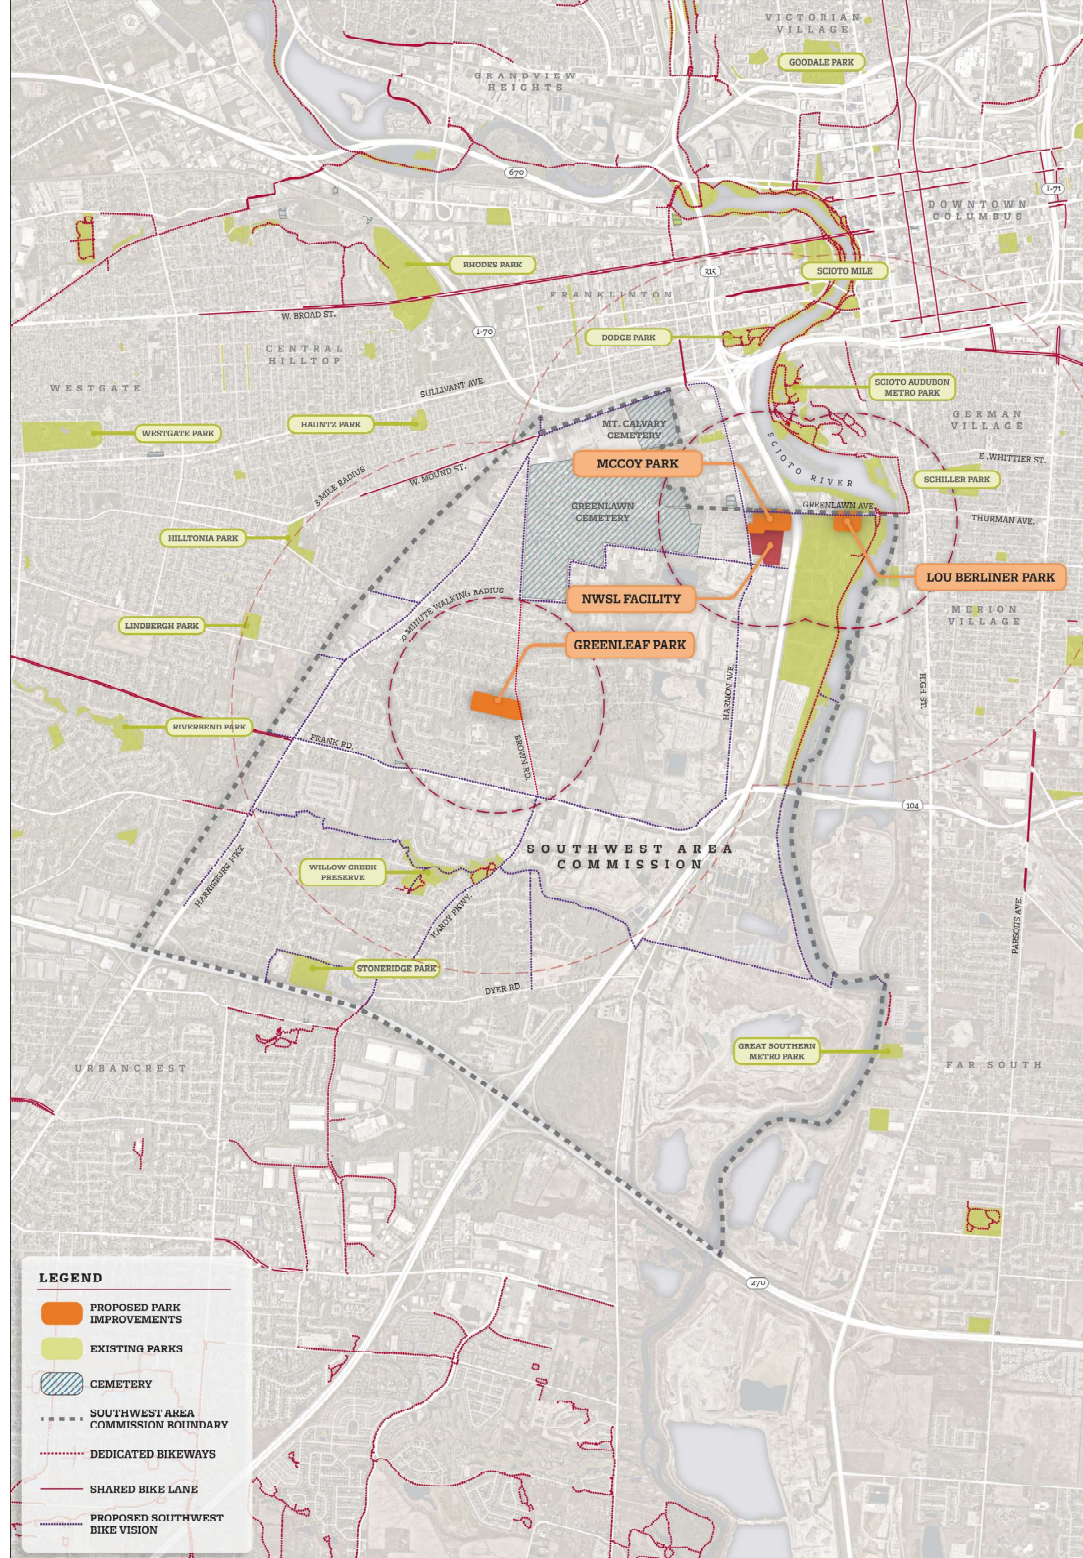 VICTORIAN
VILLAGE
GOODALE PARK
GRANDVIEW
HEIGHTS
670
I-71
DOWNTOWN
COLUMBUS
RHODES PARK
315
SCIOTO MILE
FRANKLINTON
W. BROAD ST.
I-70
DODGE PARK
CENTRAL
HILLTOP
WESTGATE
SULLIVANT AVE.
SCIOTO AUDUBON
METRO PARK
GERMAN
VILLAGE
HAUNTZ PARK
WESTGATE PARK
MT. CALVARY
CEMETERY
SCIOTO RIVER
E. WHITTIER ST.
MCCOY PARK
W. MOUND ST.
3 MILE RADIUS
SCHILLER PARK
GREENLAWN
CEMETERY
GREENLAWN AVE.
THURMAN AVE.
HILLTONIA PARK
LOU BERLINER PARK
NWSL FACILITY
MINUTE WALKING RADIUS
MERION
VILLAGE
LINDBERGH PARK
GREENLEAF PARK
HARMON AVE.
HIGH ST.
RIVERBEND PARK
FRANK RD.
BROWN RD.
104
SOUTHWEST AREA
COMMISSION
WILLOW CREEK
PRESERVE
HARRISBURG PIKE
HARDY PKWY.
PARSONS AVE.
STONERIDGE PARK
DYER RD.
GREAT SOUTHERN
METRO PARK
URBANCREST
FAR SOUTH
270
LEGEND
PROPOSED PARK
IMPROVEMENTS
EXISTING PARKS
CEMETERY
SOUTHWEST AREA
COMMISSION BOUNDARY
DEDICATED BIKEWAYS
SHARED BIKE LANE
PROPOSED SOUTHWEST
BIKE VISION